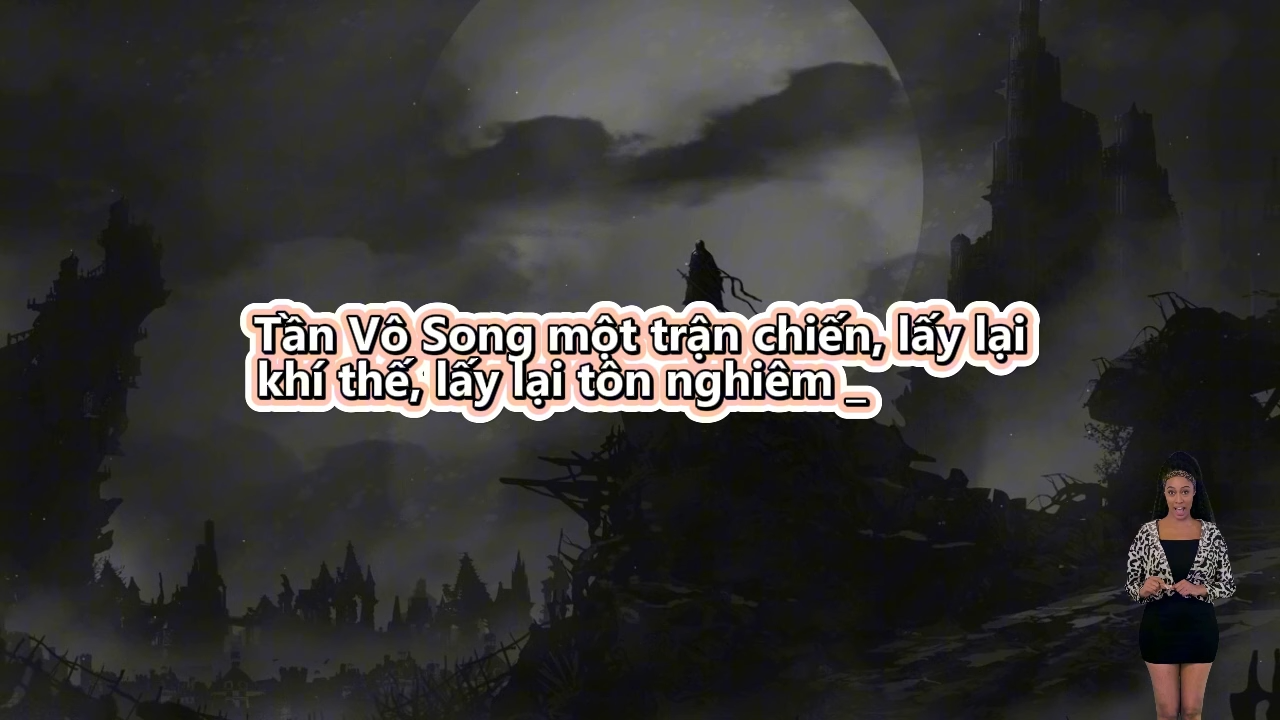 Tần Vô Song một trận chiến, lấy lại
khí thế, lấy lại tôn nghiêm _